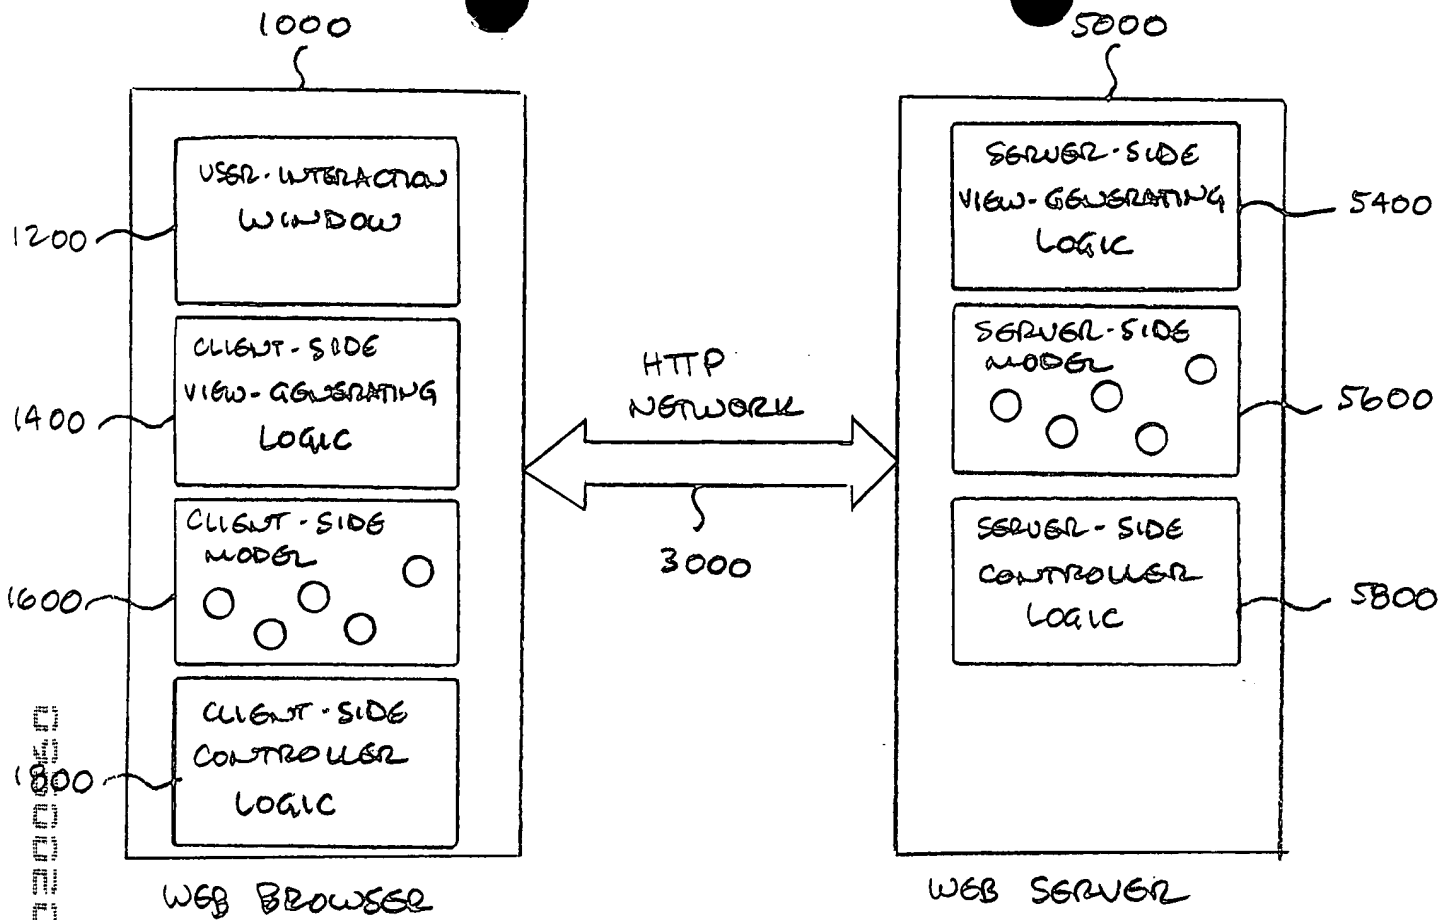 1000
USER-INTERACTION
WINDOW
1200
CLIENT-SIDE
VIEW-GENERATING
LOGIC
1400
CLIENT-SIDE
MODEL
1600
CLIENT-SIDE
CONTROLLER
LOGIC
1800
WEB BROWSER
HTTP
NETWORK
3000
5000
SERVER-SIDE
VIEW-GENERATING
LOGIC
5400
SERVER-SIDE
MODEL
5600
SERVER-SIDE
CONTROLLER
LOGIC
5800
WEB SERVER